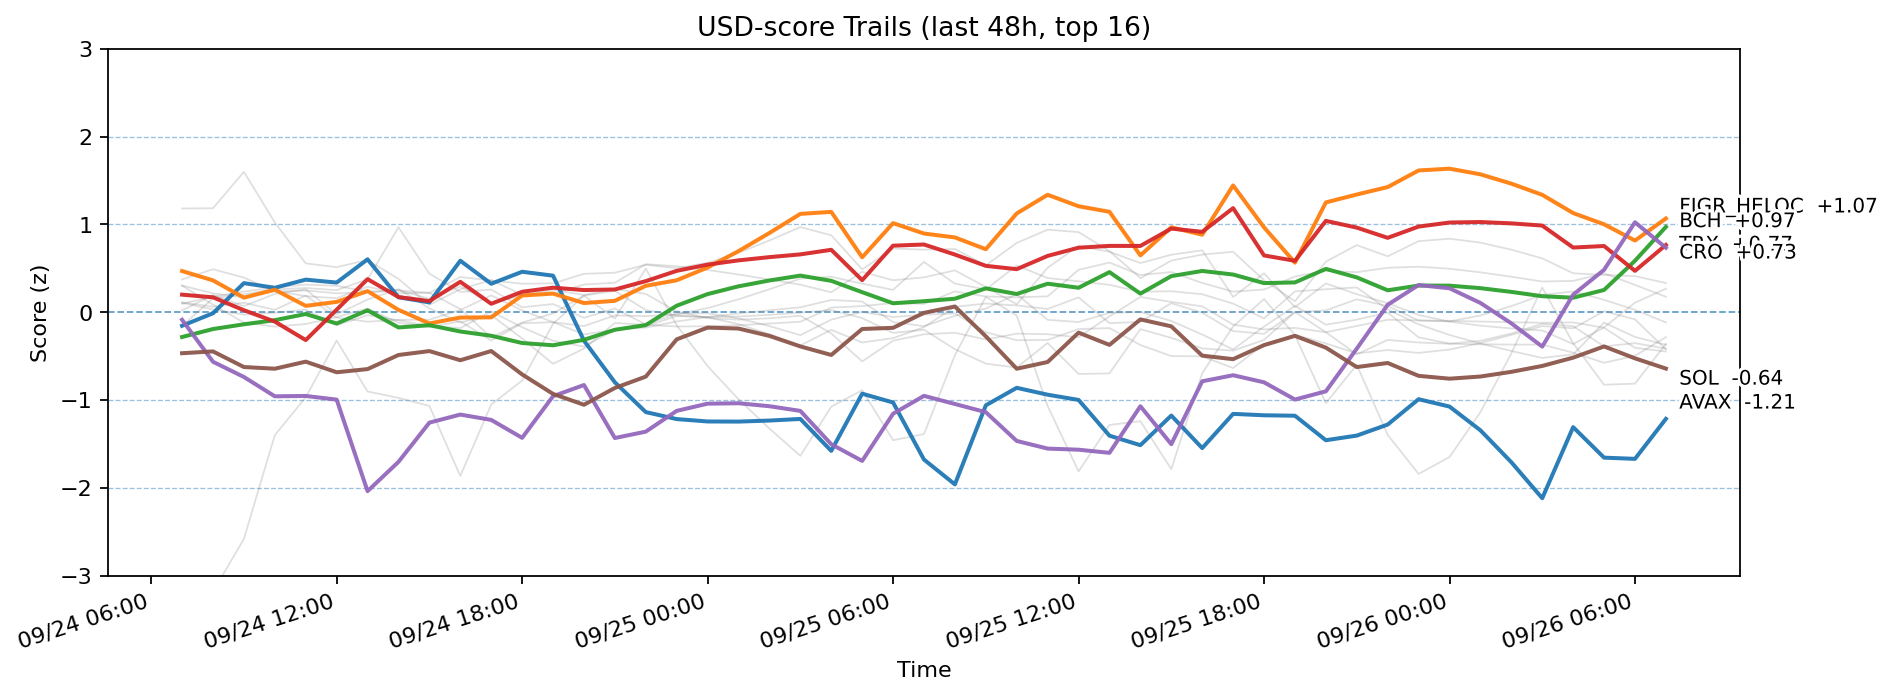 USD-score Trails (last 48h, top 16)
3
2
1
0
−1
−2
−3
Score (z)
FIGR_HELOC +1.07
BCH +0.97
TRX +0.77
CRO +0.73
SOL -0.64
AVAX -1.21
09/24 06:00
09/24 12:00
09/24 18:00
09/25 00:00
09/25 06:00
09/25 12:00
09/25 18:00
09/26 00:00
09/26 06:00
Time